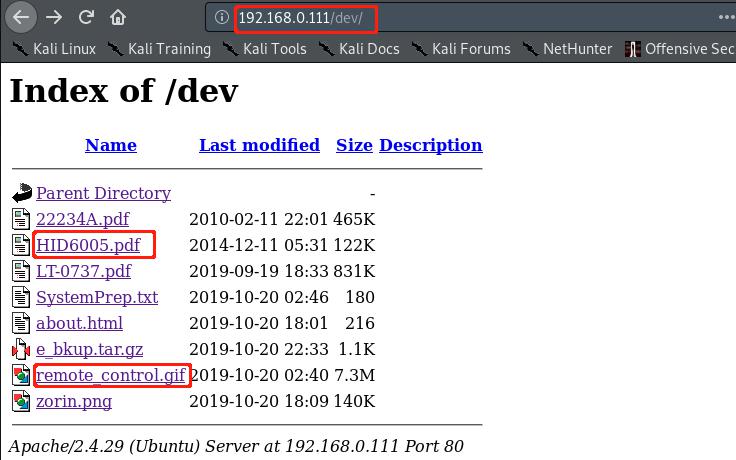 192.168.0.111/dev/
Kali Linux Kali Training Kali Tools Kali Docs Kali Forums NetHunter Offensive Sec
Index of /dev
Name Last modified Size Description
Parent Directory -
22234A.pdf 2010-02-11 22:01 465K
HID6005.pdf 2014-12-11 05:31 122K
LT-0737.pdf 2019-09-19 18:33 831K
SystemPrep.txt 2019-10-20 02:46 180
about.html 2019-10-20 18:01 216
e_bkup.tar.gz 2019-10-20 22:33 1.1K
remote_control.gif 2019-10-20 02:40 7.3M
zorin.png 2019-10-20 18:09 140K
Apache/2.4.29 (Ubuntu) Server at 192.168.0.111 Port 80